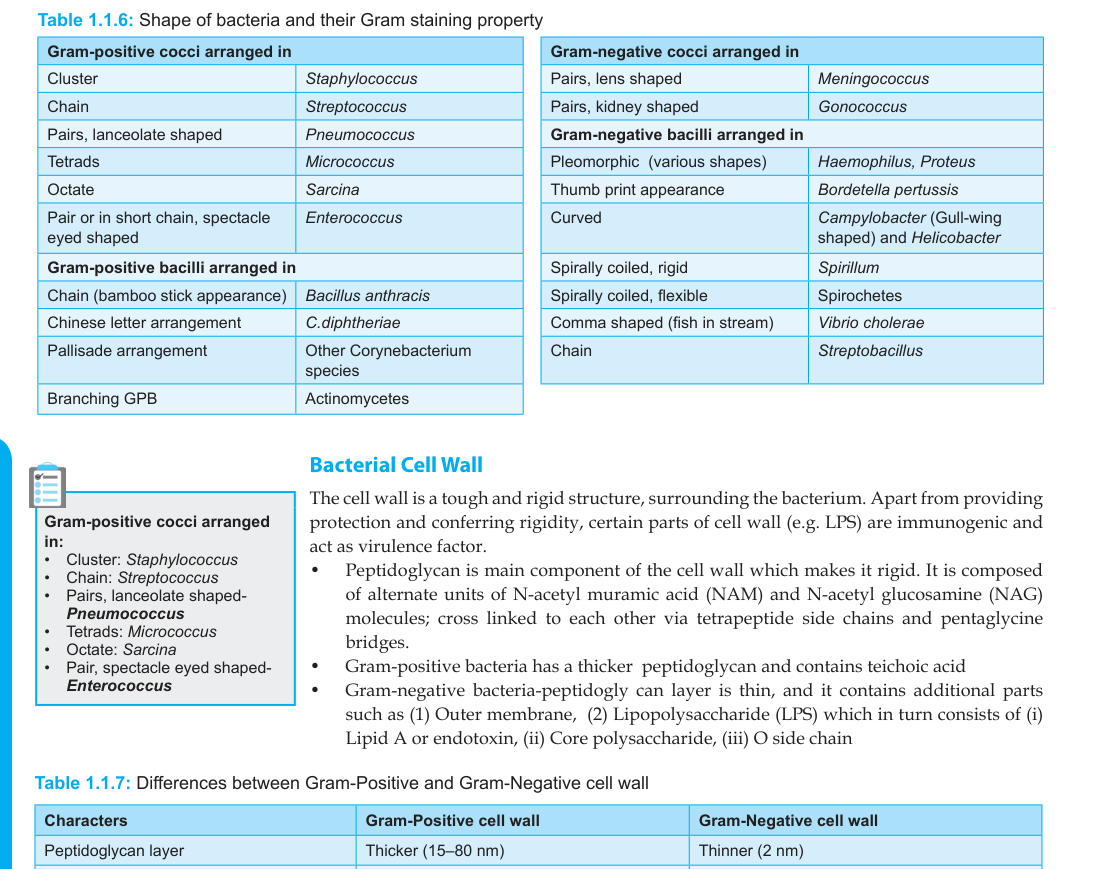 Table 1.1.6: Shape of bacteria and their Gram staining property
Gram-positive cocci arranged in
Cluster Staphylococcus
Chain Streptococcus
Pairs, lanceolate shaped Pneumococcus
Tetrads Micrococcus
Octate Sarcina
Pair or in short chain, spectacle Enterococcus
eyed shaped
Gram-positive bacilli arranged in
Chain (bamboo stick appearance) Bacillus anthracis
Chinese letter arrangement C.diphtheriae
Pallisade arrangement Other Corynebacterium
species
Branching GPB Actinomycetes
Gram-negative cocci arranged in
Pairs, lens shaped Meningococcus
Pairs, kidney shaped Gonococcus
Gram-negative bacilli arranged in
Pleomorphic (various shapes) Haemophilus, Proteus
Thumb print appearance Bordetella pertussis
Curved Campylobacter (Gull-wing
shaped) and Helicobacter
Spirally coiled, rigid Spirillum
Spirally coiled, flexible Spirochetes
Comma shaped (fish in stream) Vibrio cholerae
Chain Streptobacillus
Gram-positive cocci arranged
in:
• Cluster: Staphylococcus
• Chain: Streptococcus
• Pairs, lanceolate shaped-
Pneumococcus
• Tetrads: Micrococcus
• Octate: Sarcina
• Pair, spectacle eyed shaped-
Enterococcus
Bacterial Cell Wall
The cell wall is a tough and rigid structure, surrounding the bacterium. Apart from providing
protection and conferring rigidity, certain parts of cell wall (e.g. LPS) are immunogenic and
act as virulence factor.
• Peptidoglycan is main component of the cell wall which makes it rigid. It is composed
of alternate units of N-acetyl muramic acid (NAM) and N-acetyl glucosamine (NAG)
molecules; cross linked to each other via tetrapeptide side chains and pentaglycine
bridges.
• Gram-positive bacteria has a thicker peptidoglycan and contains teichoic acid
• Gram-negative bacteria-peptidogly can layer is thin, and it contains additional parts
such as (1) Outer membrane, (2) Lipopolysaccharide (LPS) which in turn consists of (i)
Lipid A or endotoxin, (ii) Core polysaccharide, (iii) O side chain
Table 1.1.7: Differences between Gram-Positive and Gram-Negative cell wall
Characters Gram-Positive cell wall Gram-Negative cell wall
Peptidoglycan layer Thicker (15–80 nm) Thinner (2 nm)